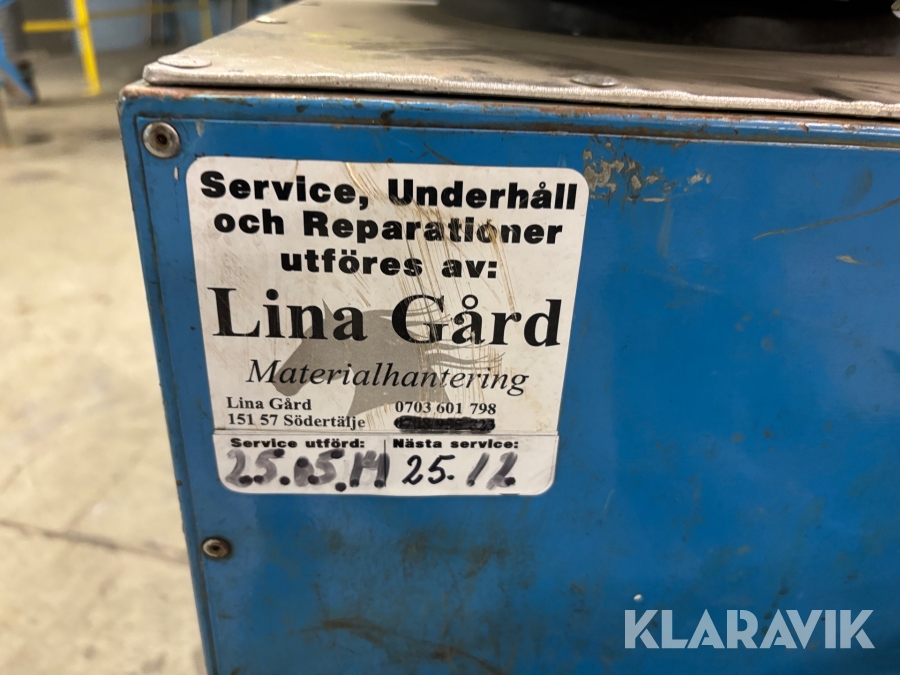 Service, Underhåll
och Reparationer
utföres av:
Lina Gård
Materialhantering
Lina Gård 0703 601 798
151 57 Södertälje
Service utförd: Nästa service:
25.05.14 25.12
KLARAVIK